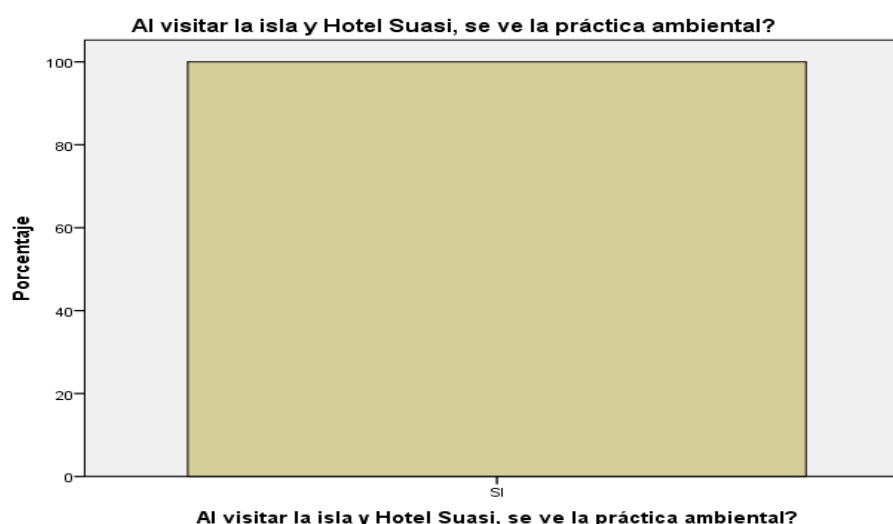 Al visitar la isla y Hotel Suasi, se ve la práctica ambiental?
100
80
60
40
20
0
Porcentaje
SI
Al visitar la isla y Hotel Suasi, se ve la práctica ambiental?